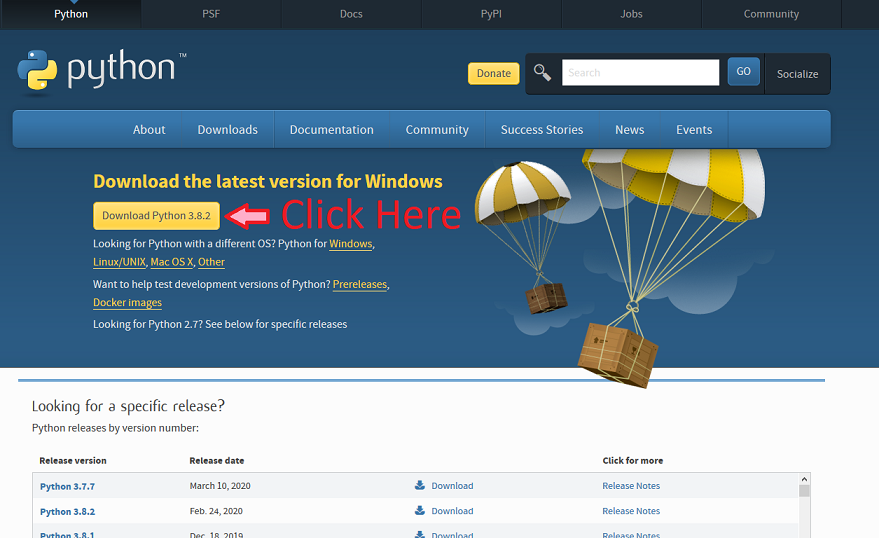 Python PSF Docs PyPI Jobs Community
python™
Donate Search GO Socialize
About Downloads Documentation Community Success Stories News Events
Download the latest version for Windows
Download Python 3.8.2 Click Here
Looking for Python with a different OS? Python for Windows,
Linux/UNIX, Mac OS X, Other
Want to help test development versions of Python? Prereleases,
Docker images
Looking for Python 2.7? See below for specific releases
Looking for a specific release?
Python releases by version number:
Release version Release date Click for more
Python 3.7.7 March 10, 2020 Download Release Notes
Python 3.8.2 Feb. 24, 2020 Download Release Notes
Python 3.8.1 Dec. 18, 2019 Download Release Notes